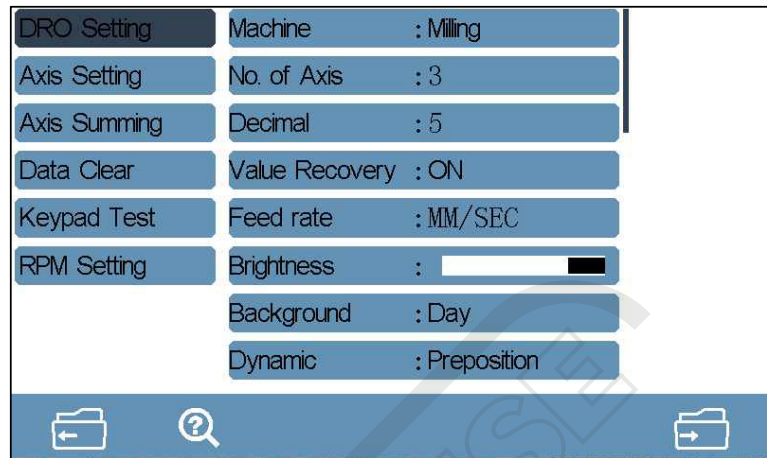 DRO Setting Machine : Milling
Axis Setting No. of Axis : 3
Axis Summing Decimal : 5
Data Clear Value Recovery : ON
Keypad Test Feed rate : MM/SEC
RPM Setting Brightness :
Background : Day
Dynamic : Preposition
?